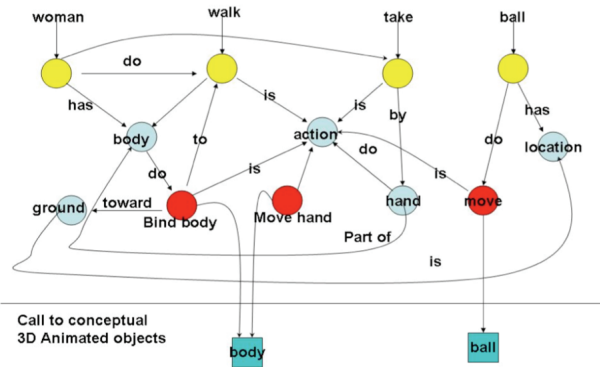 woman
walk
take
ball
do
has
is
is
by
has
body
to
action
do
do
location
do
is
is
ground
toward
Bind body
Move hand
hand
move
Part of
is
Call to conceptual
3D Animated objects
body
ball